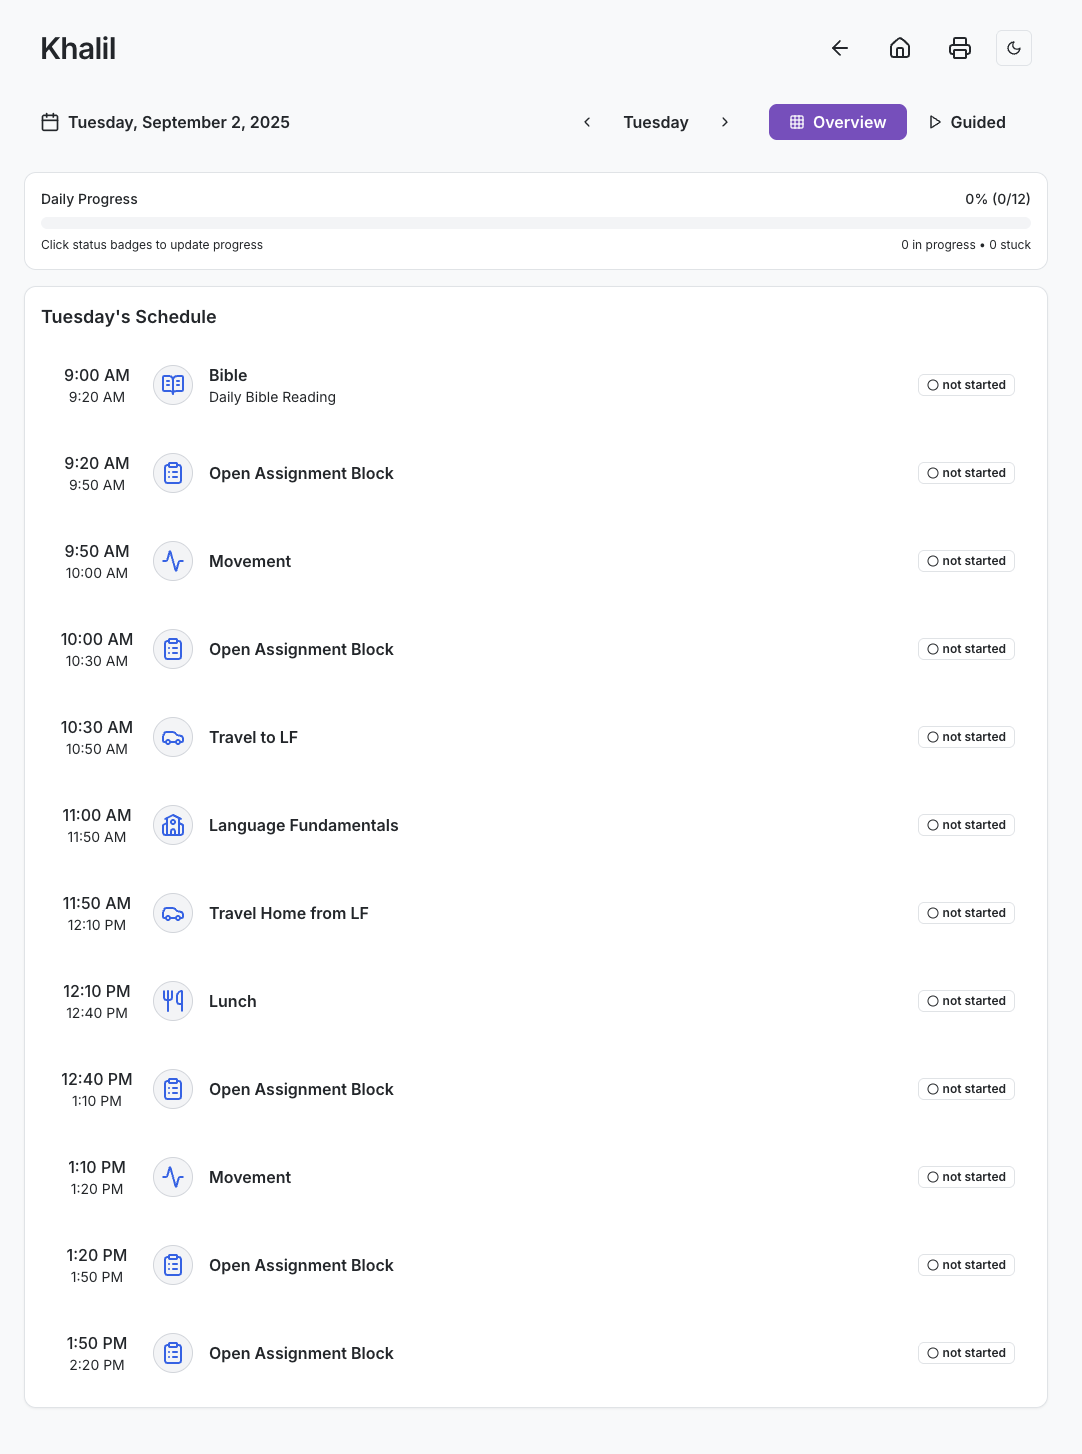 Khalil
Tuesday, September 2, 2025
Tuesday
Overview
Guided
Daily Progress
0% (0/12)
Click status badges to update progress
0 in progress • 0 stuck
Tuesday's Schedule
9:00 AM
9:20 AM
Bible
Daily Bible Reading
not started
9:20 AM
9:50 AM
Open Assignment Block
not started
9:50 AM
10:00 AM
Movement
not started
10:00 AM
10:30 AM
Open Assignment Block
not started
10:30 AM
10:50 AM
Travel to LF
not started
11:00 AM
11:50 AM
Language Fundamentals
not started
11:50 AM
12:10 PM
Travel Home from LF
not started
12:10 PM
12:40 PM
Lunch
not started
12:40 PM
1:10 PM
Open Assignment Block
not started
1:10 PM
1:20 PM
Movement
not started
1:20 PM
1:50 PM
Open Assignment Block
not started
1:50 PM
2:20 PM
Open Assignment Block
not started